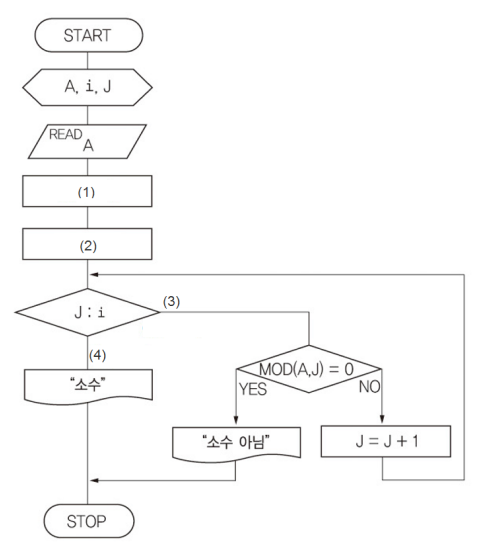 START
A, i, J
READ
A
(1)
(2)
J : i
(3)
(4)
MOD(A,J) = 0
YES
NO
"소수"
"소수 아님"
J = J + 1
STOP